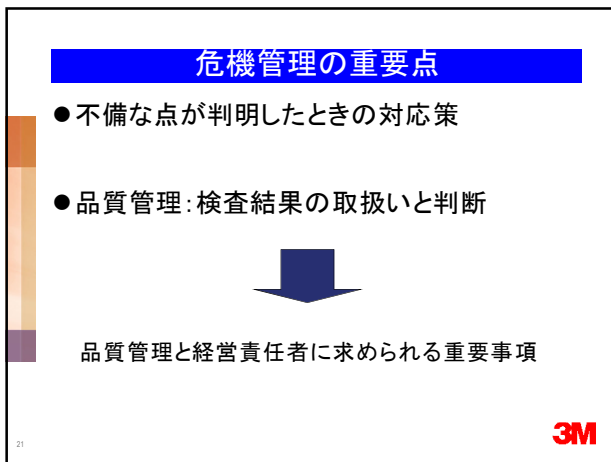 危機管理の重要点
●不備な点が判明したときの対応策
●品質管理：検査結果の取扱いと判断
品質管理と経営責任者に求められる重要事項
21
3M